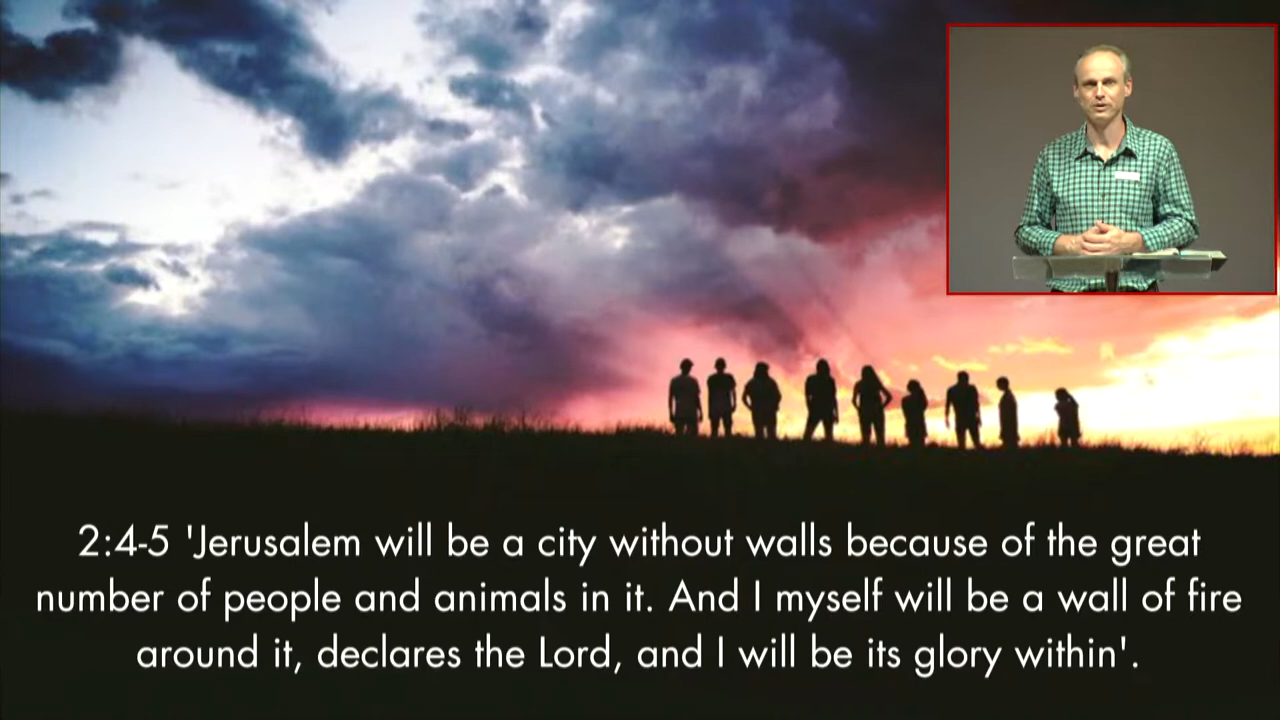 2:4-5 'Jerusalem will be a city without walls because of the great
number of people and animals in it. And I myself will be a wall of fire
around it, declares the Lord, and I will be its glory within'.